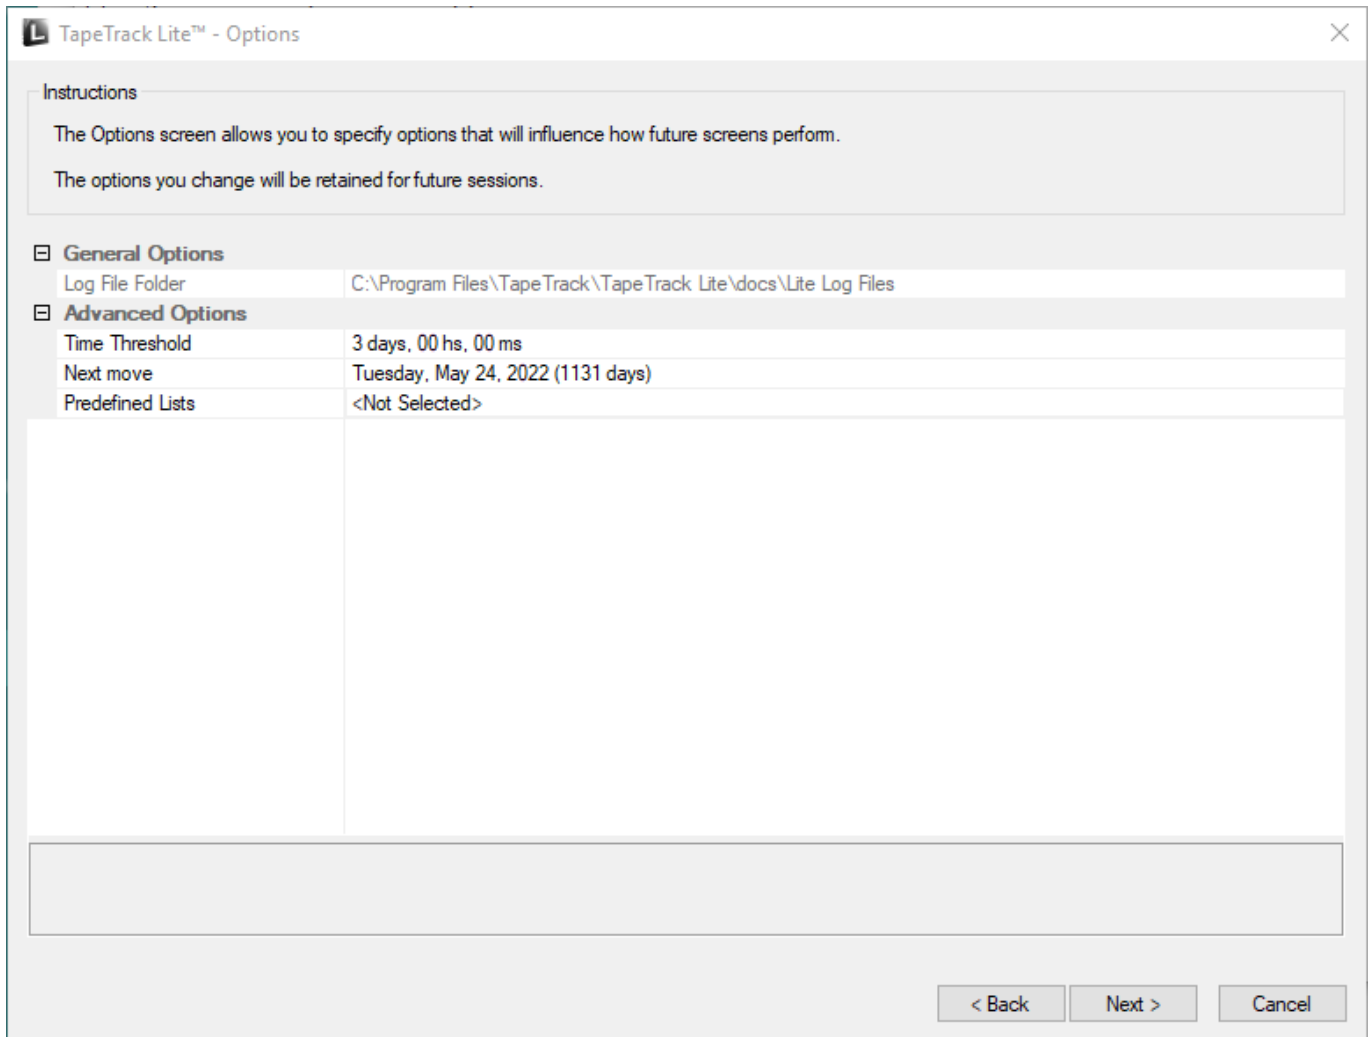 TapeTrack Lite™ - Options
Instructions
The Options screen allows you to specify options that will influence how future screens perform.
The options you change will be retained for future sessions.
General Options
Log File Folder C:\Program Files\TapeTrack\TapeTrack Lite\docs\Lite Log Files
Advanced Options
Time Threshold 3 days, 00 hs, 00 ms
Next move Tuesday, May 24, 2022 (1131 days)
Predefined Lists <Not Selected>
< Back Next > Cancel